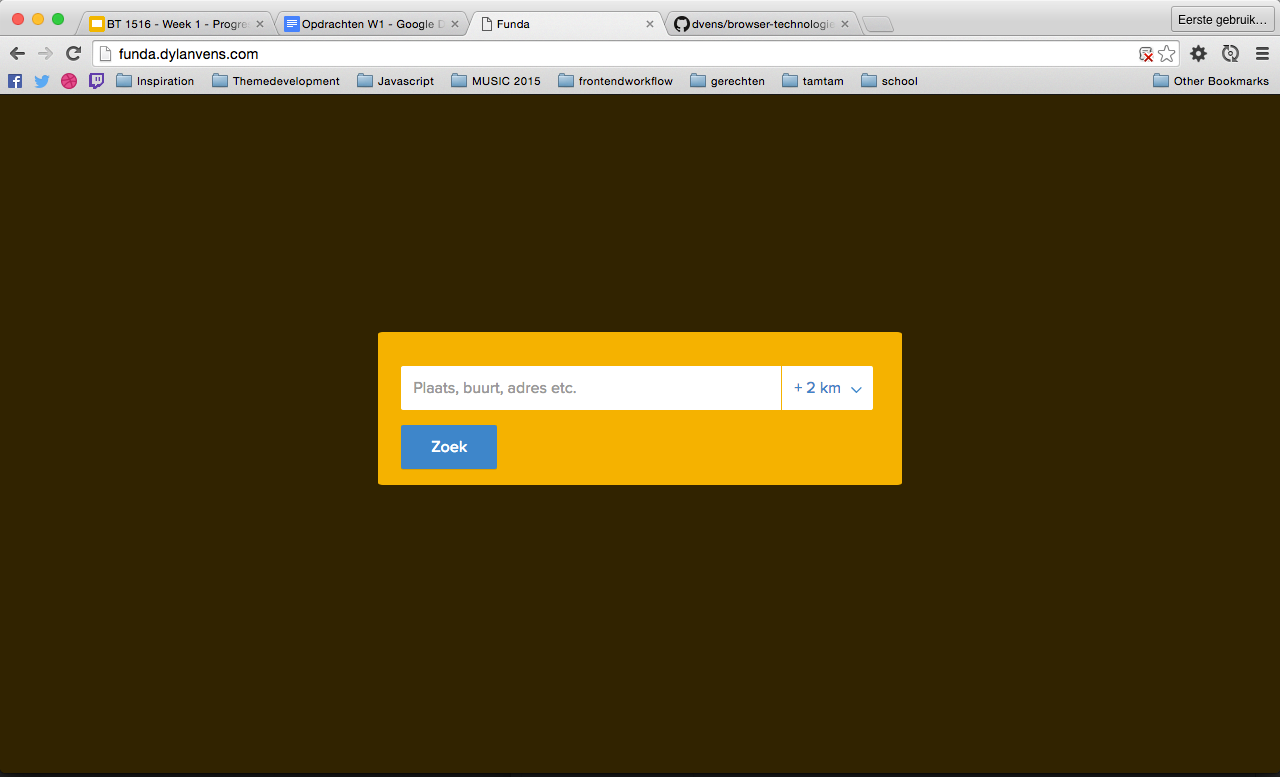 BT 1516 - Week 1 - Progre
Opdrachten W1 - Google D
Funda
dvens/browser-technologie
Eerste gebruik...
funda.dylanvens.com
Inspiration
Themedevelopment
Javascript
MUSIC 2015
frontendworkflow
gerechten
tamtam
school
Other Bookmarks
Plaats, buurt, adres etc.
+ 2 km
Zoek